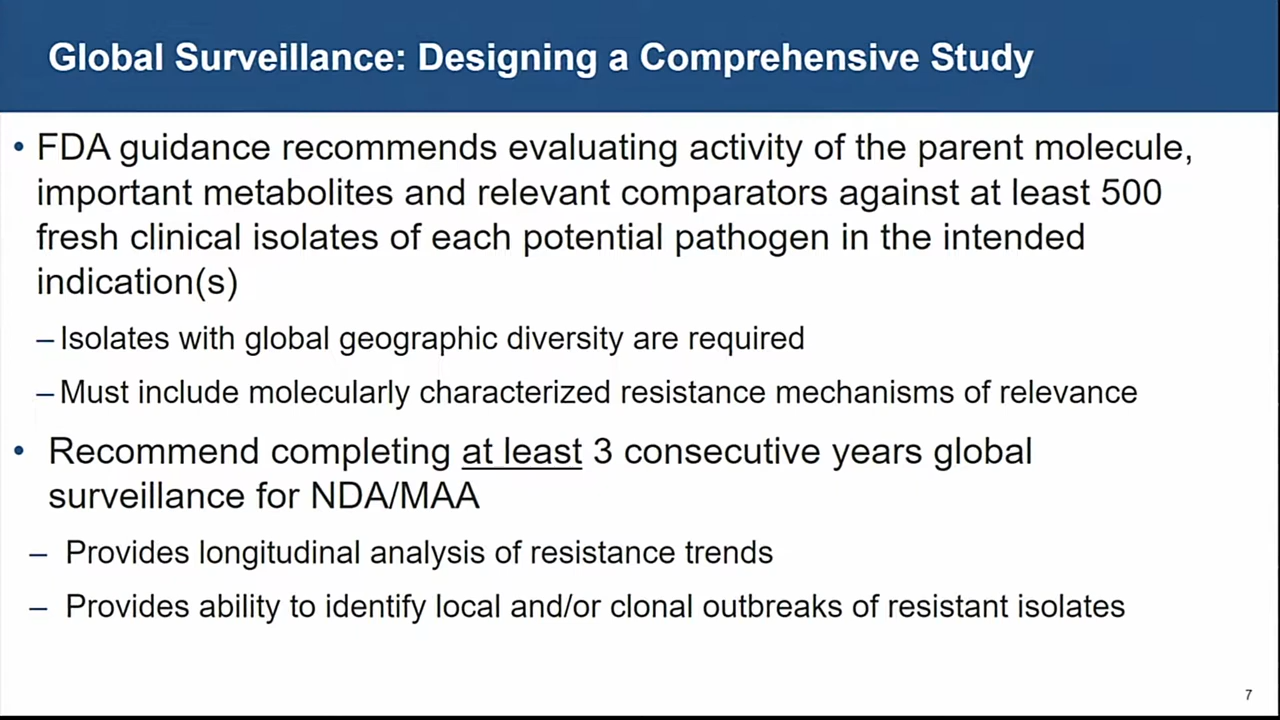 Global Surveillance: Designing a Comprehensive Study
• FDA guidance recommends evaluating activity of the parent molecule,
important metabolites and relevant comparators against at least 500
fresh clinical isolates of each potential pathogen in the intended
indication(s)
– Isolates with global geographic diversity are required
– Must include molecularly characterized resistance mechanisms of relevance
• Recommend completing at least 3 consecutive years global
surveillance for NDA/MAA
– Provides longitudinal analysis of resistance trends
– Provides ability to identify local and/or clonal outbreaks of resistant isolates
7